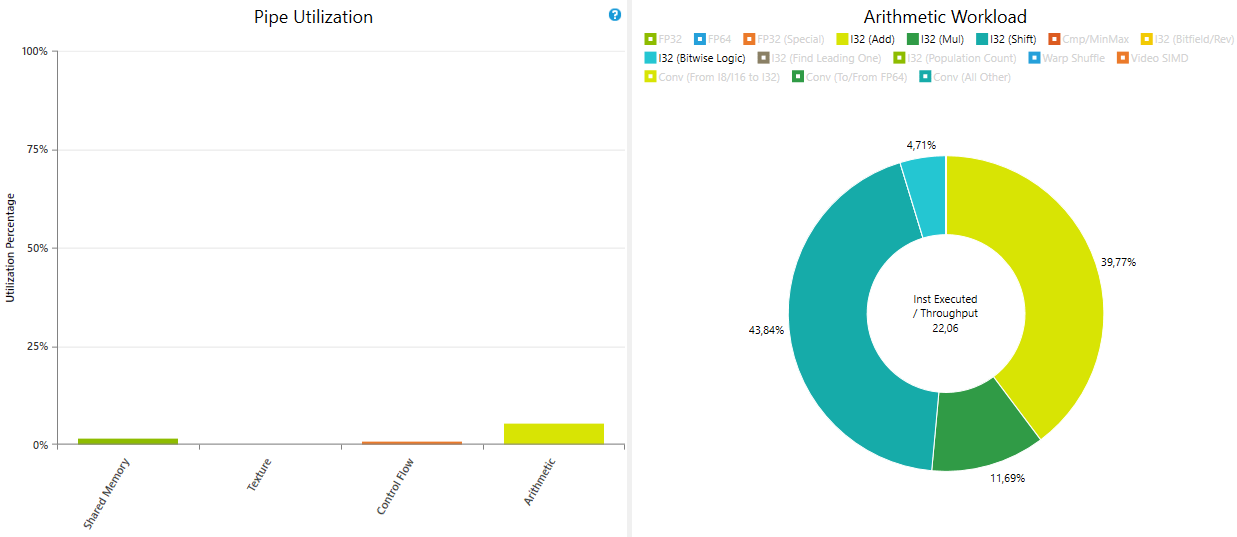 Pipe Utilization
?
100%
75%
50%
25%
0%
Utilization Percentage
Shared Memory
Texture
Control Flow
Arithmetic
Arithmetic Workload
FP32 FP64 FP32 (Special) I32 (Add) I32 (Mul) I32 (Shift) Cmp/MinMax I32 (Bitfield/Rev)
I32 (Bitwise Logic) I32 (Find Leading One) I32 (Population Count) Warp Shuffle Video SIMD
Conv (From I8/I16 to I32) Conv (To/From FP64) Conv (All Other)
4,71%
39,77%
Inst Executed
/ Throughput
22,06
43,84%
11,69%